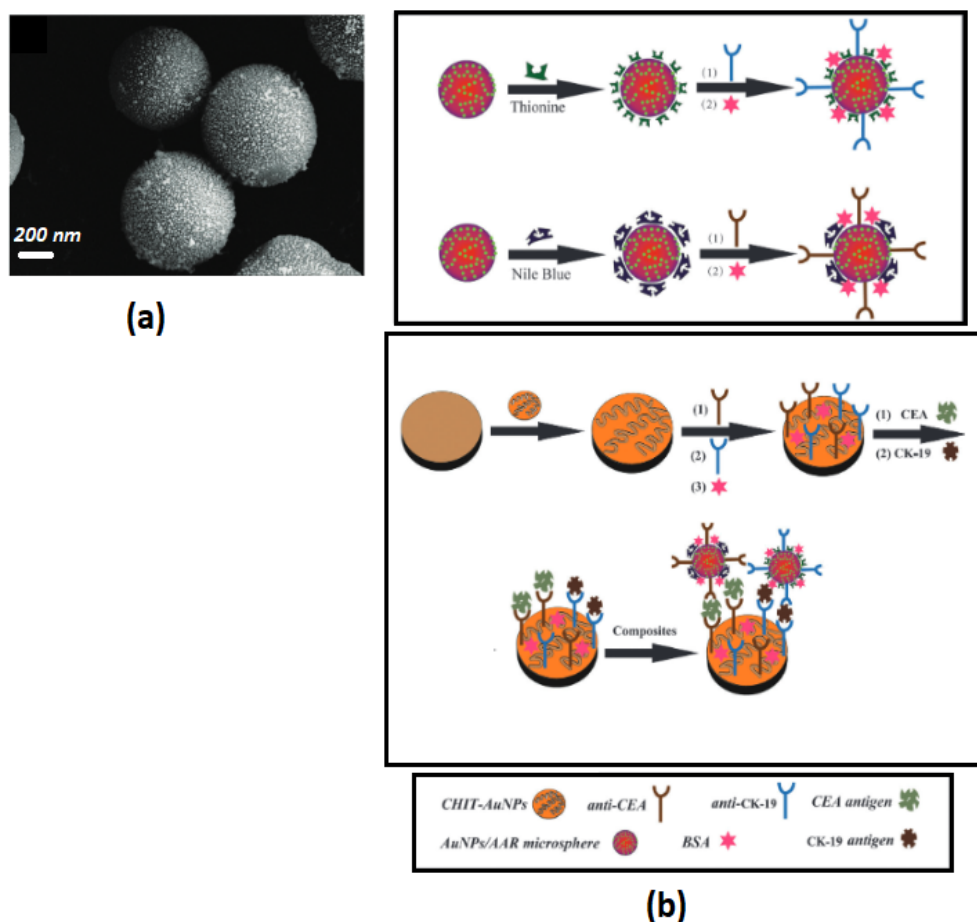 200 nm
(a)
Thionine
(1)
(2)
Nile Blue
(1)
(2)
(1)
(2)
(3)
(1) CEA
(2) CK-19
Composites
CHIT-AuNPs anti-CEA anti-CK-19 CEA antigen
AuNPs/AAR microsphere BSA CK-19 antigen
(b)